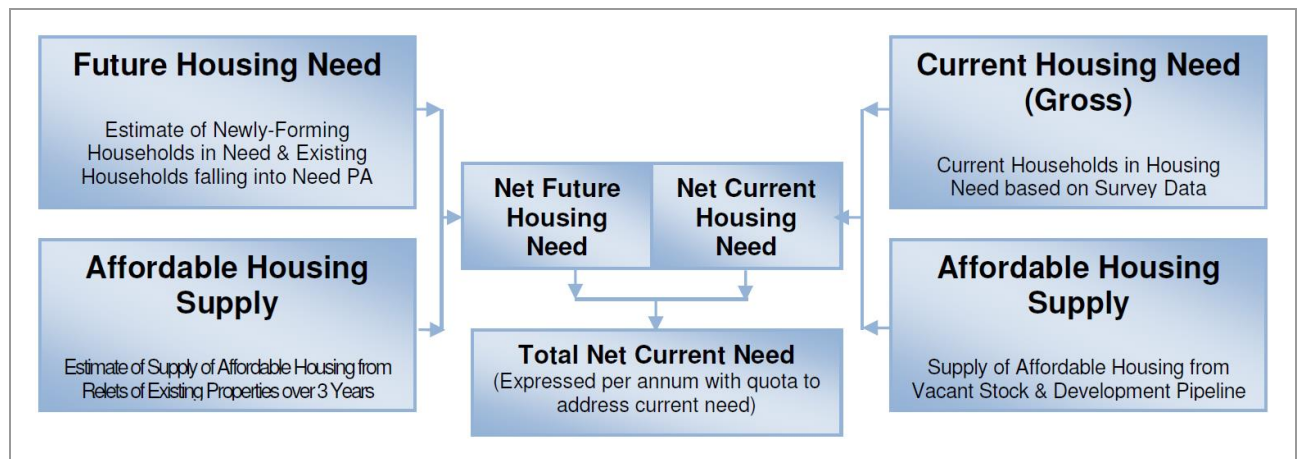 Future Housing Need
Estimate of Newly-Forming
Households in Need & Existing
Households falling into Need PA
Affordable Housing
Supply
Estimate of Supply of Affordable Housing from
Relets of Existing Properties over 3 Years
Net Future
Housing
Need
Net Current
Housing
Need
Total Net Current Need
(Expressed per annum with quota to
address current need)
Current Housing Need
(Gross)
Current Households in Housing
Need based on Survey Data
Affordable Housing
Supply
Supply of Affordable Housing from
Vacant Stock & Development Pipeline